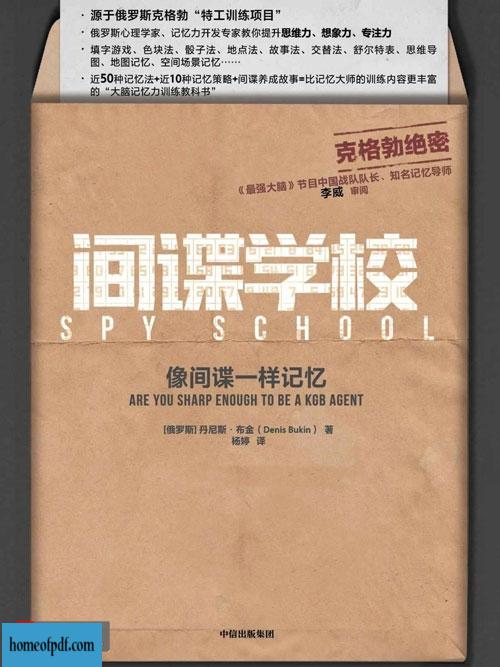 · 源于俄罗斯克格勃“特工训练项目”
· 俄罗斯心理学家、记忆力开发专家教你提升思维力、想象力、专注力
· 填字游戏、色块法、骰子法、地点法、故事法、交替法、舒尔特表、思维导
图、地图记忆、空间场景记忆……
· 近50种记忆法+近10种记忆策略+间谍养成故事=比记忆大师的训练内容更丰富
的“大脑记忆力训练教科书”
克格勃绝密
《最强大脑》节目中国战队队长、知名记忆导师
李威 审阅
间谍学校
SPY SCHOOL
像间谍一样记忆
ARE YOU SHARP ENOUGH TO BE A KGB AGENT
[俄罗斯] 丹尼斯·布金（Denis Bukin） 著
杨婷 译
中信出版集团
homeofpdf.com